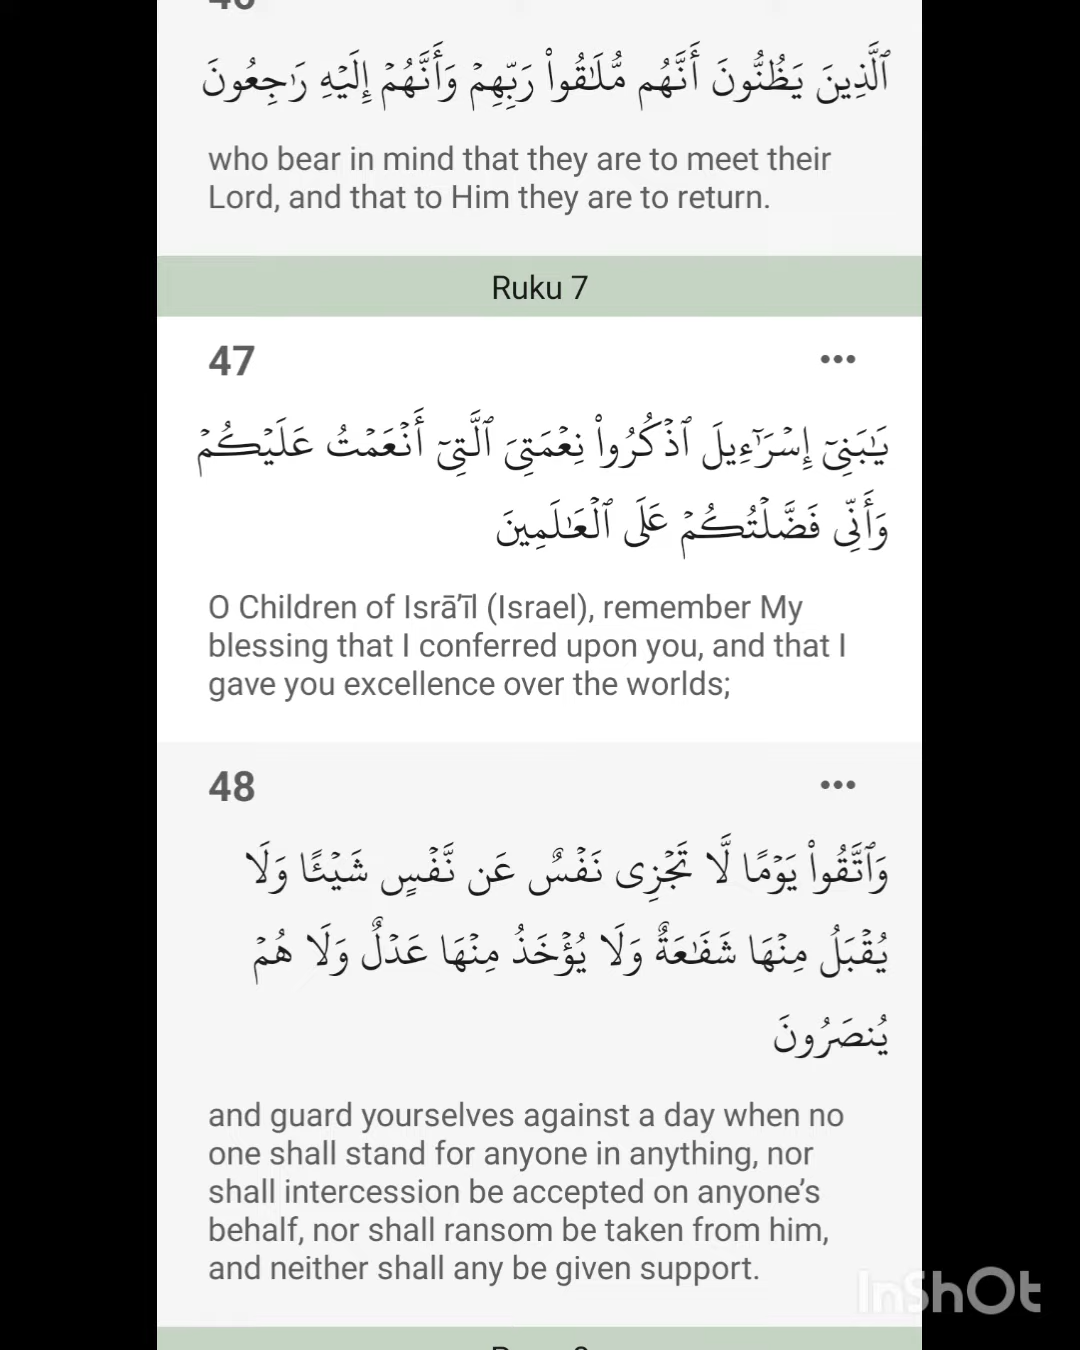 ٱلَّذِينَ يَظُنُّونَ أَنَّهُم مُّلَـٰقُوا۟ رَبِّهِمْ وَأَنَّهُمْ إِلَيْهِ رَٰجِعُونَ
who bear in mind that they are to meet their
Lord, and that to Him they are to return.
Ruku 7
47
يَـٰبَنِىٓ إِسْرَٰٓءِيلَ ٱذْكُرُوا۟ نِعْمَتِىَ ٱلَّتِىٓ أَنْعَمْتُ عَلَيْكُمْ
وَأَنِّى فَضَّلْتُكُمْ عَلَى ٱلْعَـٰلَمِينَ
O Children of Isrā’īl (Israel), remember My
blessing that I conferred upon you, and that I
gave you excellence over the worlds;
48
وَٱتَّقُوا۟ يَوْمًا لَّا تَجْزِى نَفْسٌ عَن نَّفْسٍ شَيْـًٔا وَلَا
يُقْبَلُ مِنْهَا شَفَـٰعَةٌ وَلَا يُؤْخَذُ مِنْهَا عَدْلٌ وَلَا هُمْ
يُنصَرُونَ
and guard yourselves against a day when no
one shall stand for anyone in anything, nor
shall intercession be accepted on anyone’s
behalf, nor shall ransom be taken from him,
and neither shall any be given support.
InShOt